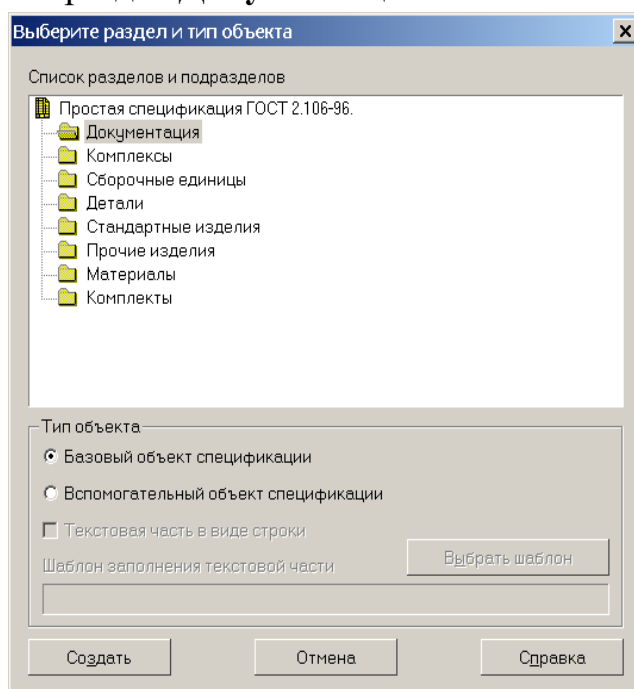 Выберите раздел и тип объекта
Список разделов и подразделов
Простая спецификация ГОСТ 2.106-96.
Документация
Комплексы
Сборочные единицы
Детали
Стандартные изделия
Прочие изделия
Материалы
Комплекты
Тип объекта
Базовый объект спецификации
Вспомогательный объект спецификации
Текстовая часть в виде строки
Выбрать шаблон
Шаблон заполнения текстовой части
Создать Отмена Справка